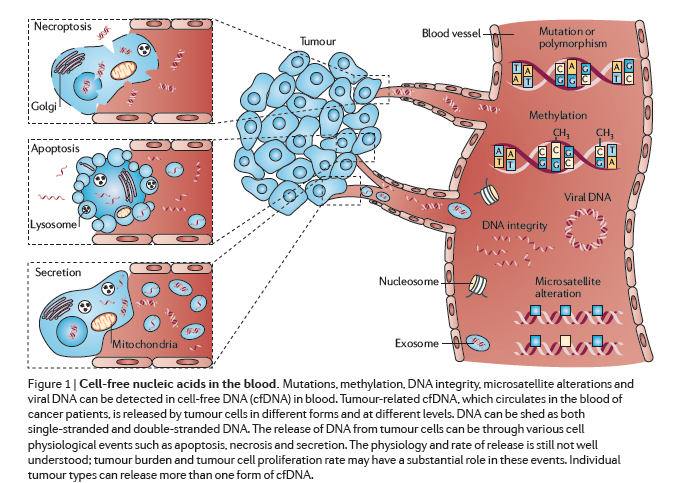 Necroptosis
Golgi
Apoptosis
Lysosome
Secretion
Mitochondria
Tumour
Blood vessel
Mutation or
polymorphism
T A C A G A G
A T G G C T C
Methylation
CH₃ CH₃
A A C C G C T
T T G G C G A
Viral DNA
DNA integrity
Nucleosome
Microsatellite
alteration
Exosome
Figure 1 | Cell-free nucleic acids in the blood. Mutations, methylation, DNA integrity, microsatellite alterations and
viral DNA can be detected in cell-free DNA (cfDNA) in blood. Tumour-related cfDNA, which circulates in the blood of
cancer patients, is released by tumour cells in different forms and at different levels. DNA can be shed as both
single-stranded and double-stranded DNA. The release of DNA from tumour cells can be through various cell
physiological events such as apoptosis, necrosis and secretion. The physiology and rate of release is still not well
understood; tumour burden and tumour cell proliferation rate may have a substantial role in these events. Individual
tumour types can release more than one form of cfDNA.